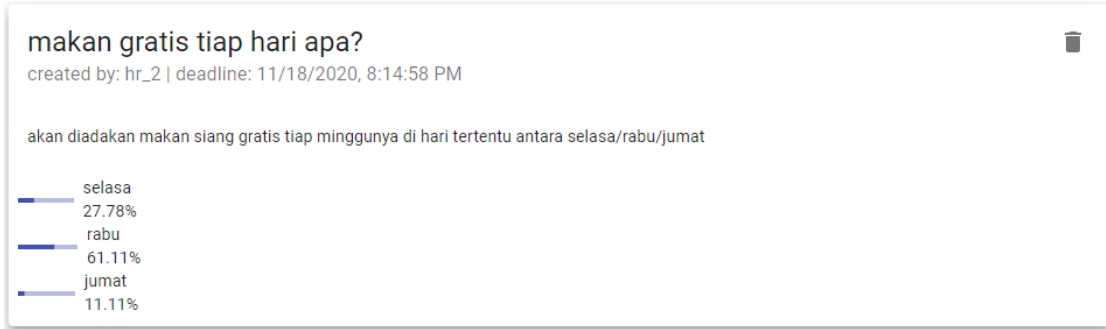 makan gratis tiap hari apa?
created by: hr_2 | deadline: 11/18/2020, 8:14:58 PM
akan diadakan makan siang gratis tiap minggunya di hari tertentu antara selasa/rabu/jumat
selasa
27.78%
rabu
61.11%
jumat
11.11%